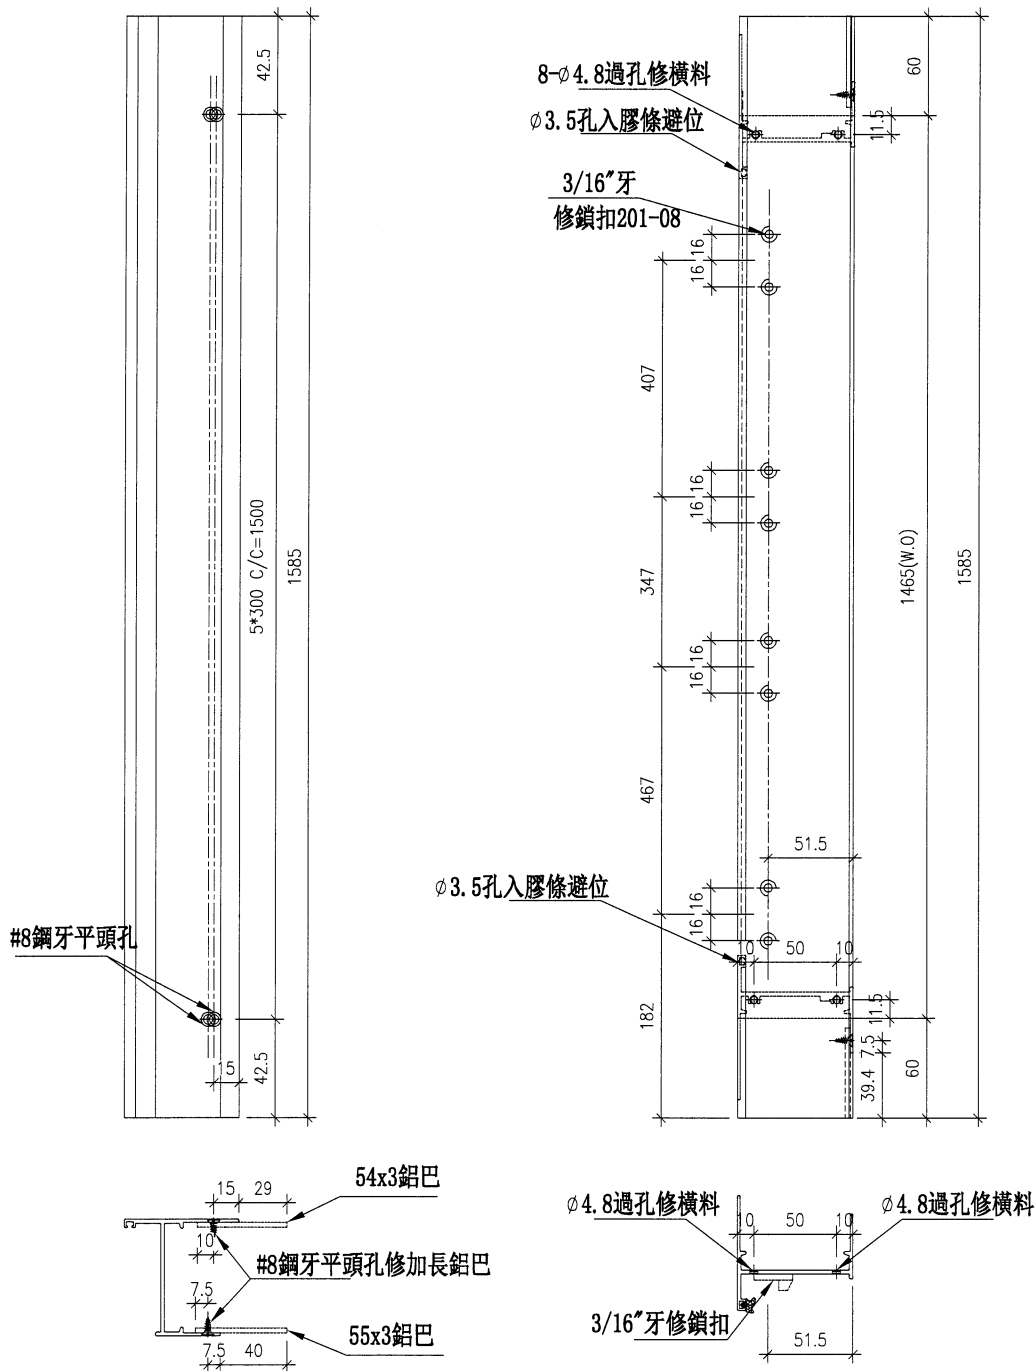 42.5
5*300 C/C=1500
1585
#8鋼牙平頭孔
15
42.5
8-∅4.8過孔修橫料
∅3.5孔入膠條避位
3/16″牙
修鎖扣201-08
60
11.5
16 16
407
16 16
347
16 16
467
16 16
182
1465(W.O)
1585
51.5
∅3.5孔入膠條避位
10 50 10
11.5
7.5
39.4
60
15 29
54x3鋁巴
10
#8鋼牙平頭孔修加長鋁巴
7.5
55x3鋁巴
7.5 40
∅4.8過孔修橫料
10 50 10
∅4.8過孔修橫料
3/16″牙修鎖扣
51.5